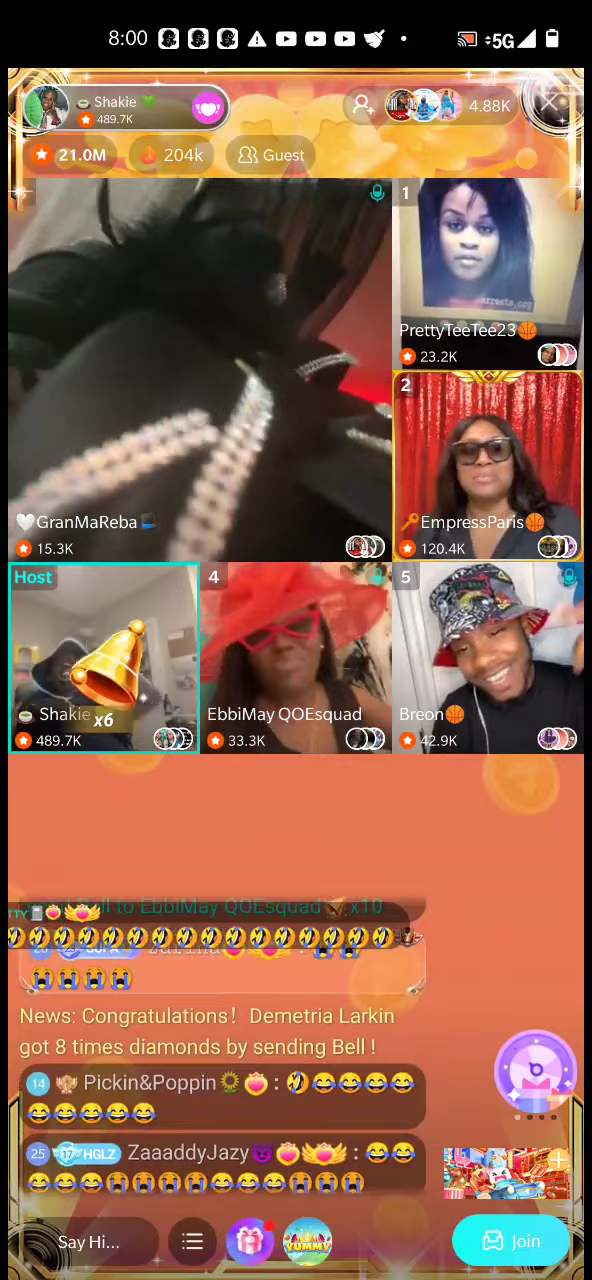 8:00
5G
Shakie
489.7K
4.88K
21.0M
204k
Guest
1
PrettyTeeTee23
23.2K
2
GranMaReba
15.3K
EmpressParis
120.4K
Host
Shakie x6
489.7K
4
EbbiMay QOEsquad
33.3K
5
Breon
42.9K
to EbbiMay QOEsquad x10
News: Congratulations! Demetria Larkin
got 8 times diamonds by sending Bell !
14 Pickin&Poppin :
25 17 HGLZ ZaaaddyJazy :
Say Hi...
YUMMY
Join